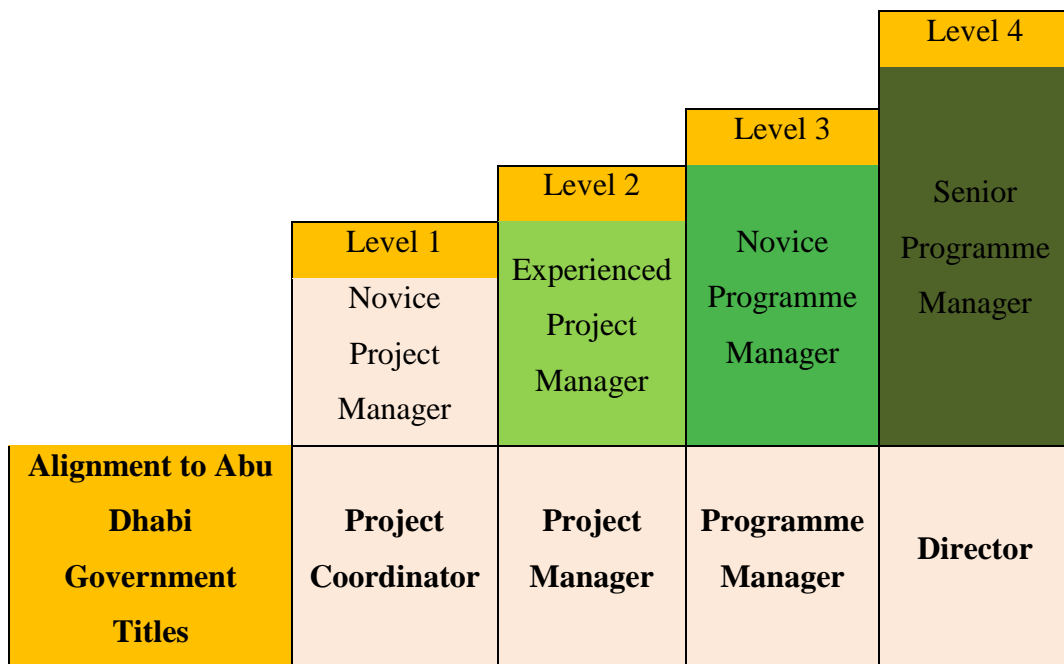 Level 4
Senior
Programme
Manager
Level 3
Novice
Programme
Manager
Level 2
Experienced
Project
Manager
Level 1
Novice
Project
Manager
Alignment to Abu
Dhabi
Government
Titles
Project
Coordinator
Project
Manager
Programme
Manager
Director